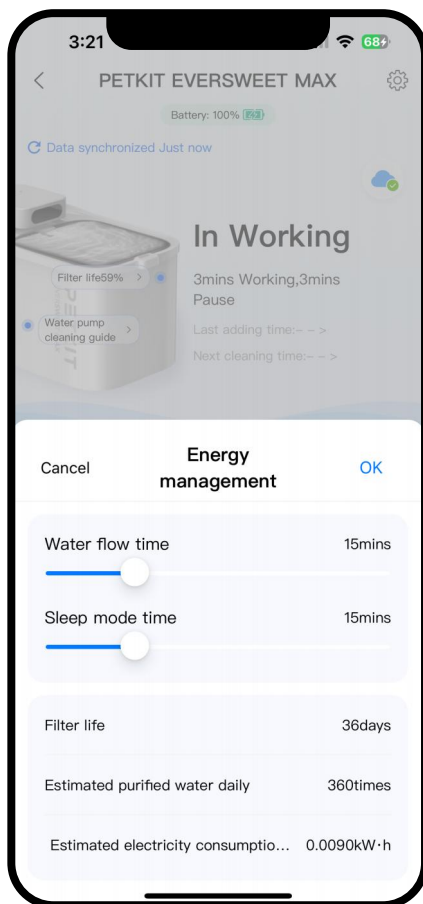 3:21
68
PETKIT EVERSWEET MAX
Battery: 100%
Data synchronized Just now
In Working
Filter life59% >
3mins Working,3mins
Pause
Water pump
cleaning guide >
Last adding time:– – >
Next cleaning time:– – >
Cancel
Energy
management
OK
Water flow time
15mins
Sleep mode time
15mins
Filter life
36days
Estimated purified water daily
360times
Estimated electricity consumptio...
0.0090kW·h